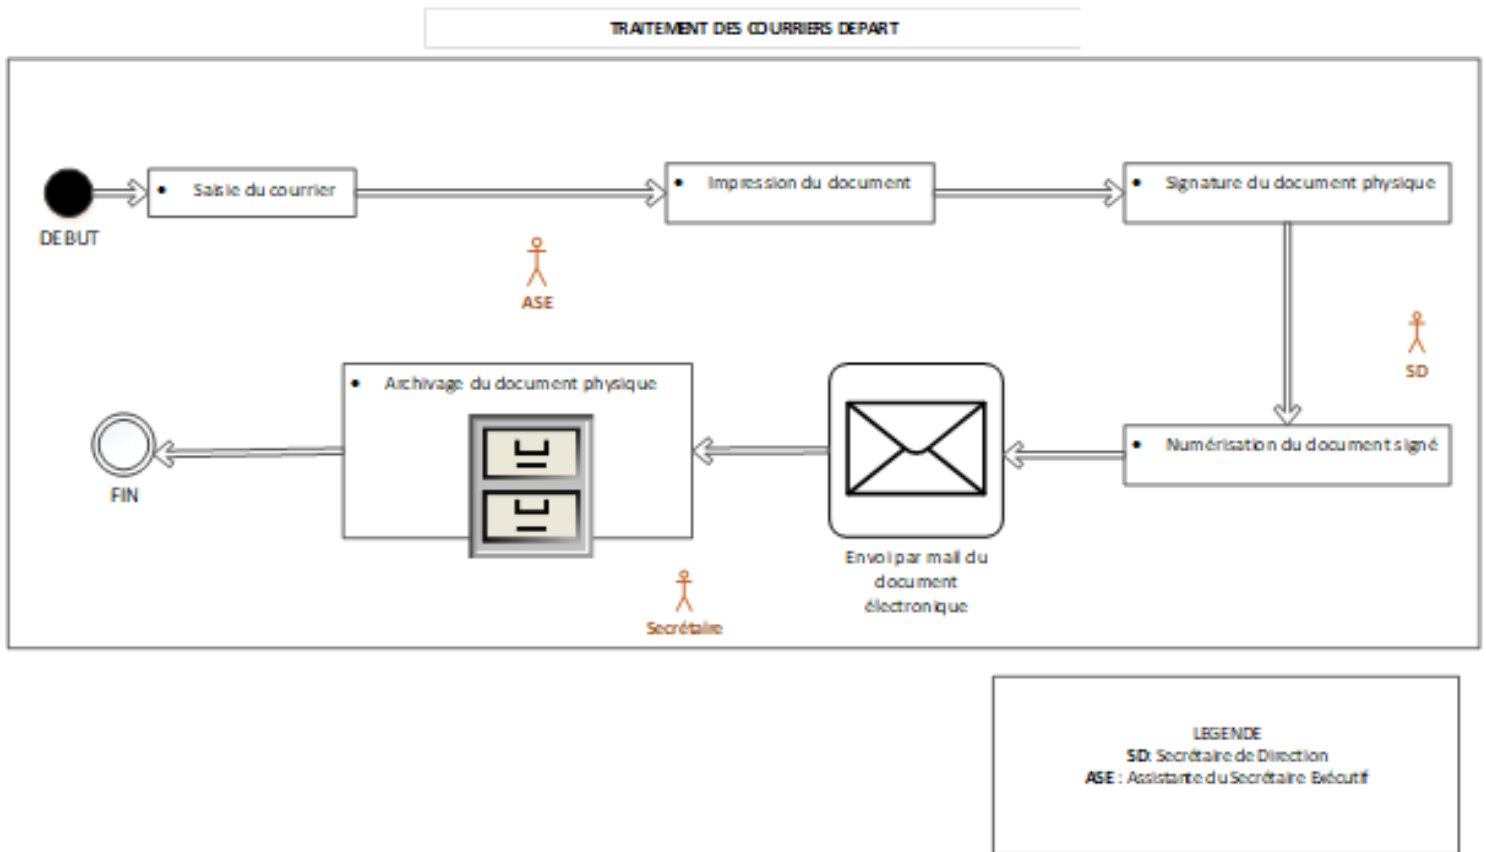 TRAITEMENT DES COURRIERS DEPART
• Saisie du courrier
• Impression du document
• Signature du document physique
DEBUT
ASE
SD
• Archivage du document physique
• Numérisation du document signé
FIN
Envoi par mail du
document
électronique
Secrétaire
LEGENDE
SD: Secrétaire de Direction
ASE : Assistante du Secrétaire Exécutif